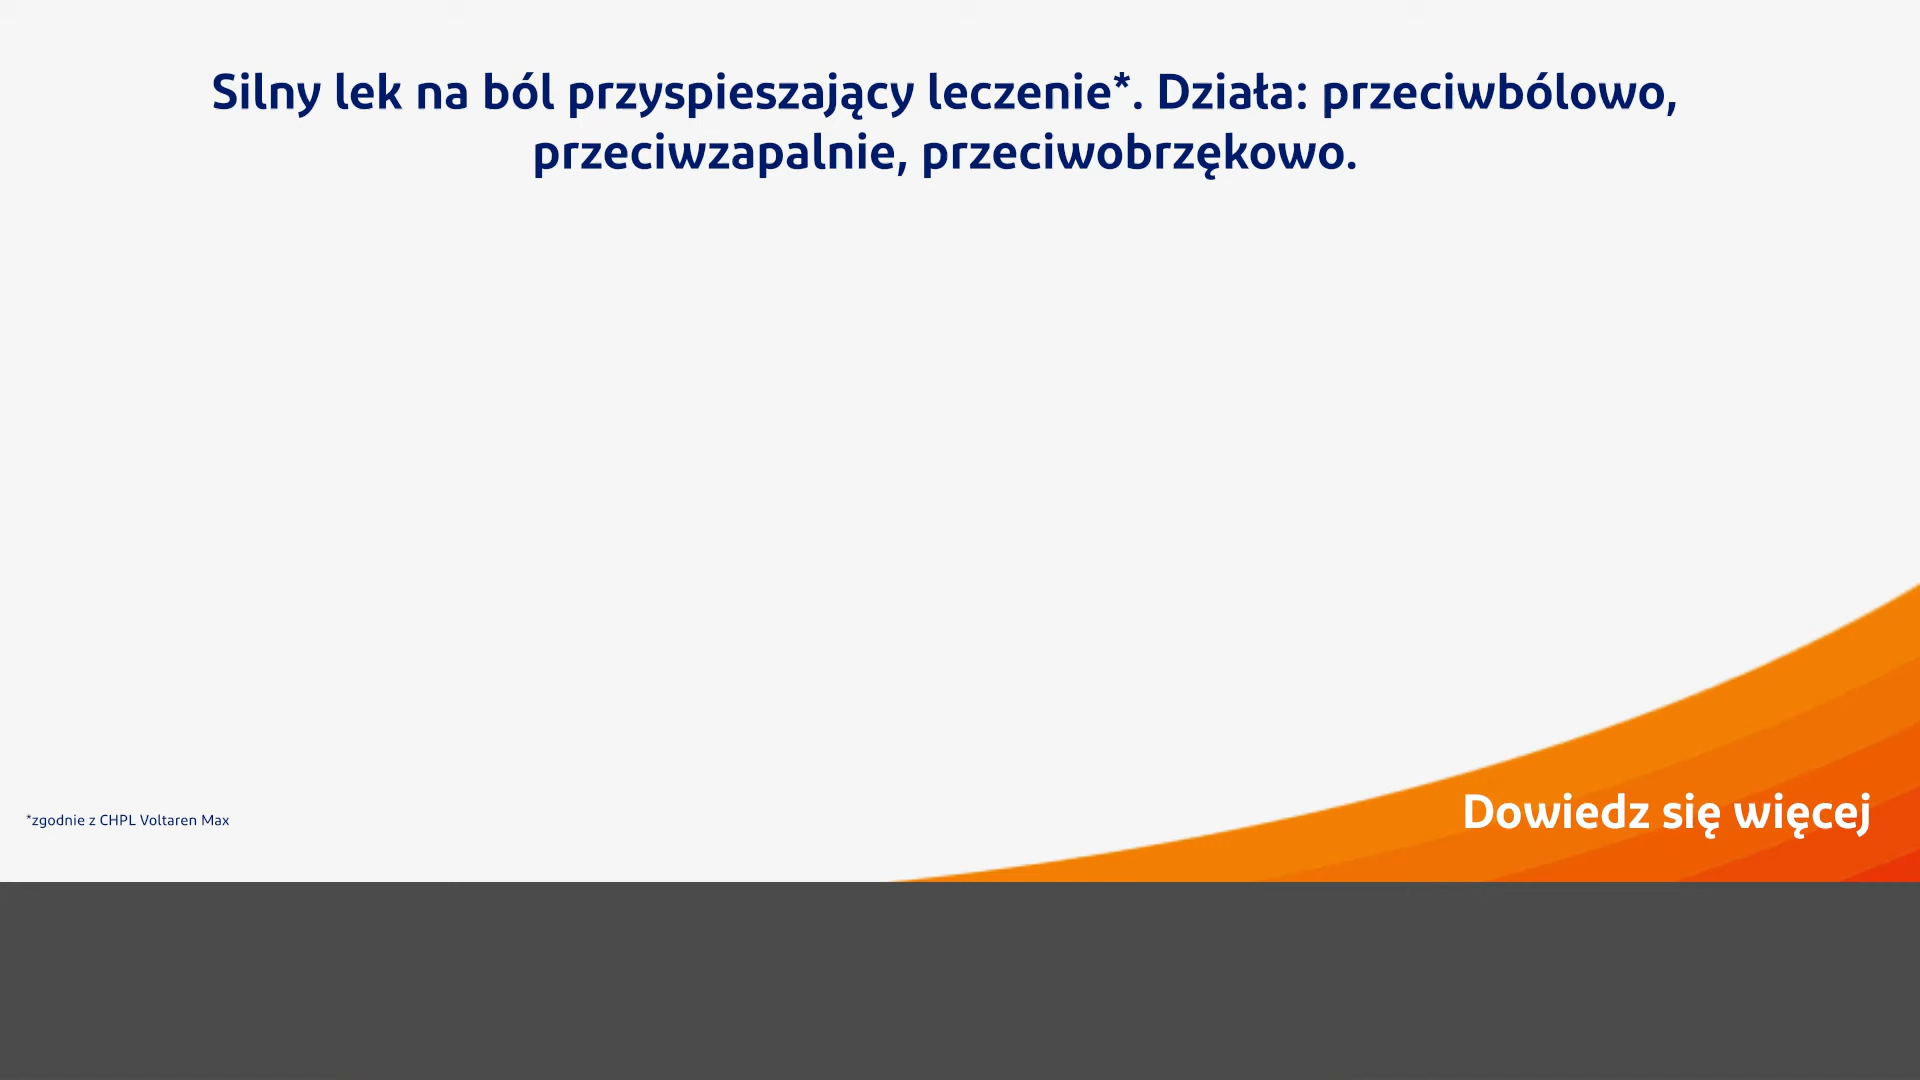 Silny lek na ból przyspieszający leczenie*. Działa: przeciwbólowo,
przeciwzapalnie, przeciwobrzękowo.
Dowiedz się więcej
*zgodnie z CHPL Voltaren Max